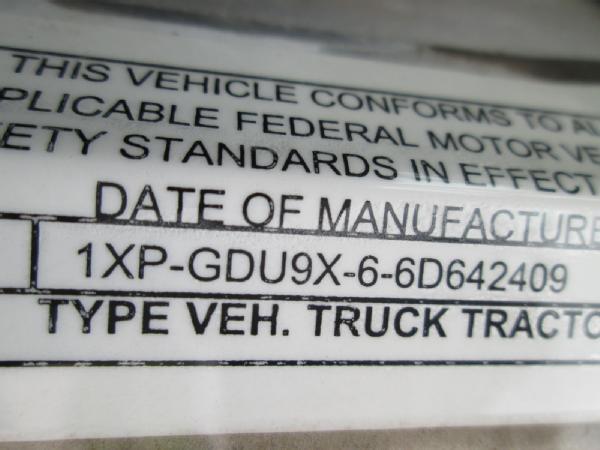 THIS VEHICLE CONFORMS TO
PLICABLE FEDERAL MOTOR VE
ETY STANDARDS IN EFFECT
DATE OF MANUFACTURE
1XP-GDU9X-6-6D642409
TYPE VEH. TRUCK TRACTO